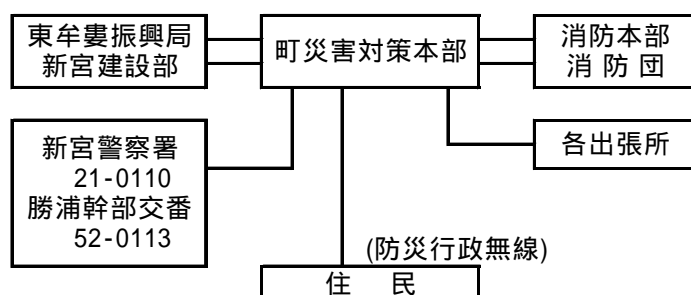 東牟婁振興局
新宮建設部
町災害対策本部
消防本部
消 防 団
新宮警察署
21-0110
勝浦幹部交番
52-0113
各出張所
(防災行政無線)
住　民